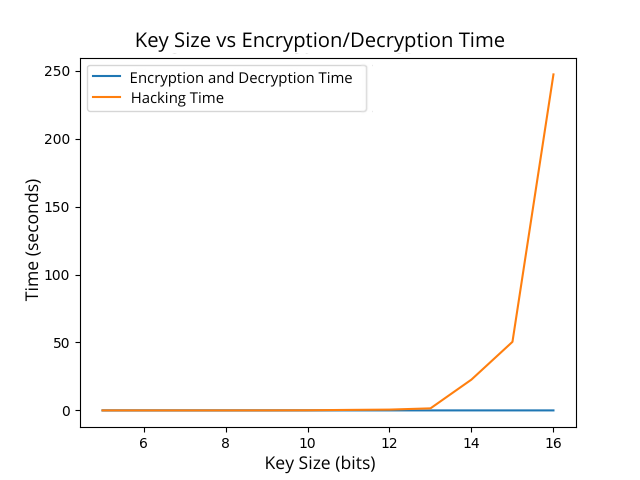 Key Size vs Encryption/Decryption Time
Encryption and Decryption Time
Hacking Time
Time (seconds)
250
200
150
100
50
0
6 8 10 12 14 16
Key Size (bits)